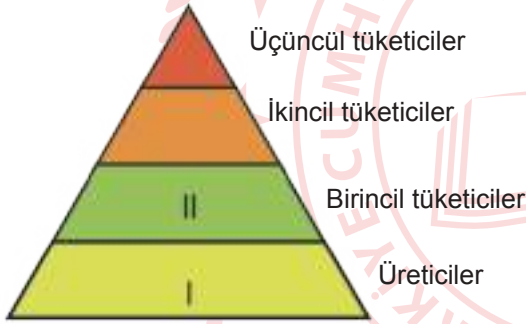 Üçüncül tüketiciler
İkincil tüketiciler
II
Birincil tüketiciler
I
Üreticiler